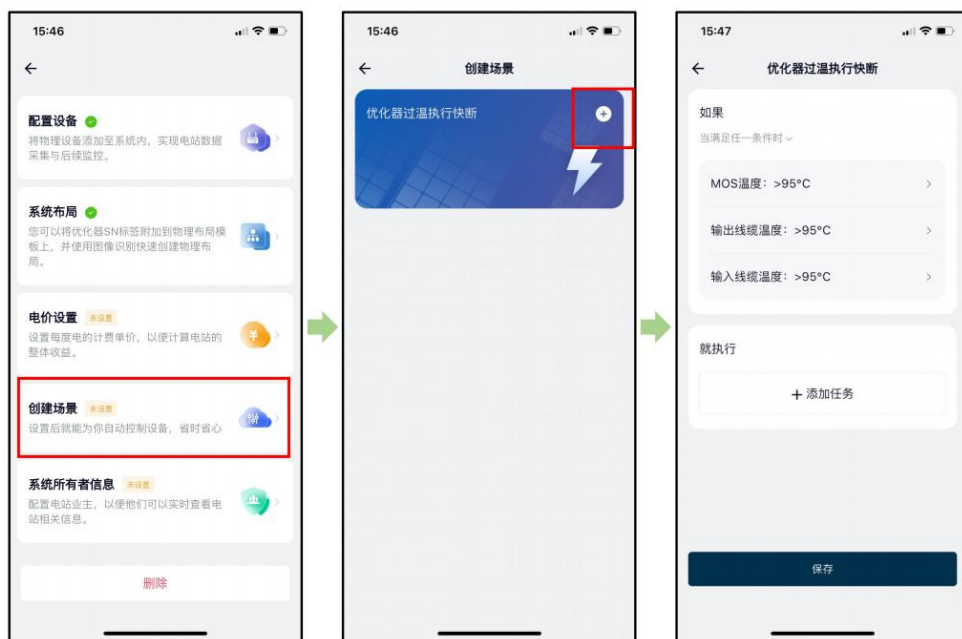 15:46
配置设备
将物理设备添加至系统内，实现电站数据
采集与后续监控。
系统布局
您可以将优化器SN标签附加到物理布局模
板上，并使用图像识别快速创建物理布
局。
电价设置 未设置
设置每度电的计费单价，以便计算电站的
整体收益。
创建场景 未设置
设置后就能为你自动控制设备，省时省心
系统所有者信息 未设置
配置电站业主，以便他们可以实时查看电
站相关信息。
删除
15:46
创建场景
优化器过温执行快断
15:47
优化器过温执行快断
如果
当满足任一条件时
MOS温度：>95°C
输出线缆温度：>95°C
输入线缆温度：>95°C
就执行
+ 添加任务
保存